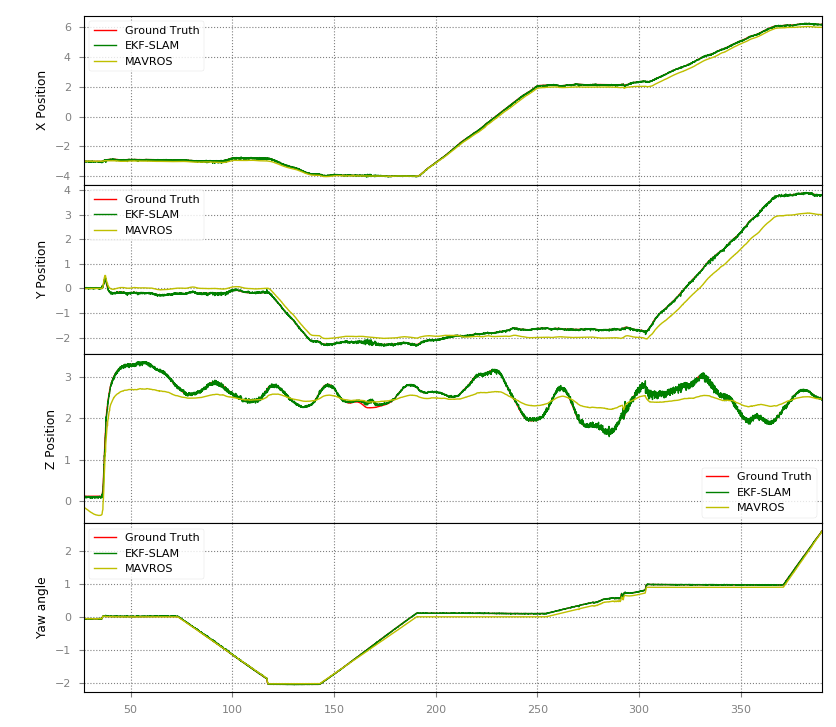 X Position
6
4
2
0
−2
−4
Ground Truth
EKF-SLAM
MAVROS
Y Position
4
3
2
1
0
−1
−2
Ground Truth
EKF-SLAM
MAVROS
Z Position
3
2
1
0
Ground Truth
EKF-SLAM
MAVROS
Yaw angle
2
1
0
−1
−2
Ground Truth
EKF-SLAM
MAVROS
50 100 150 200 250 300 350